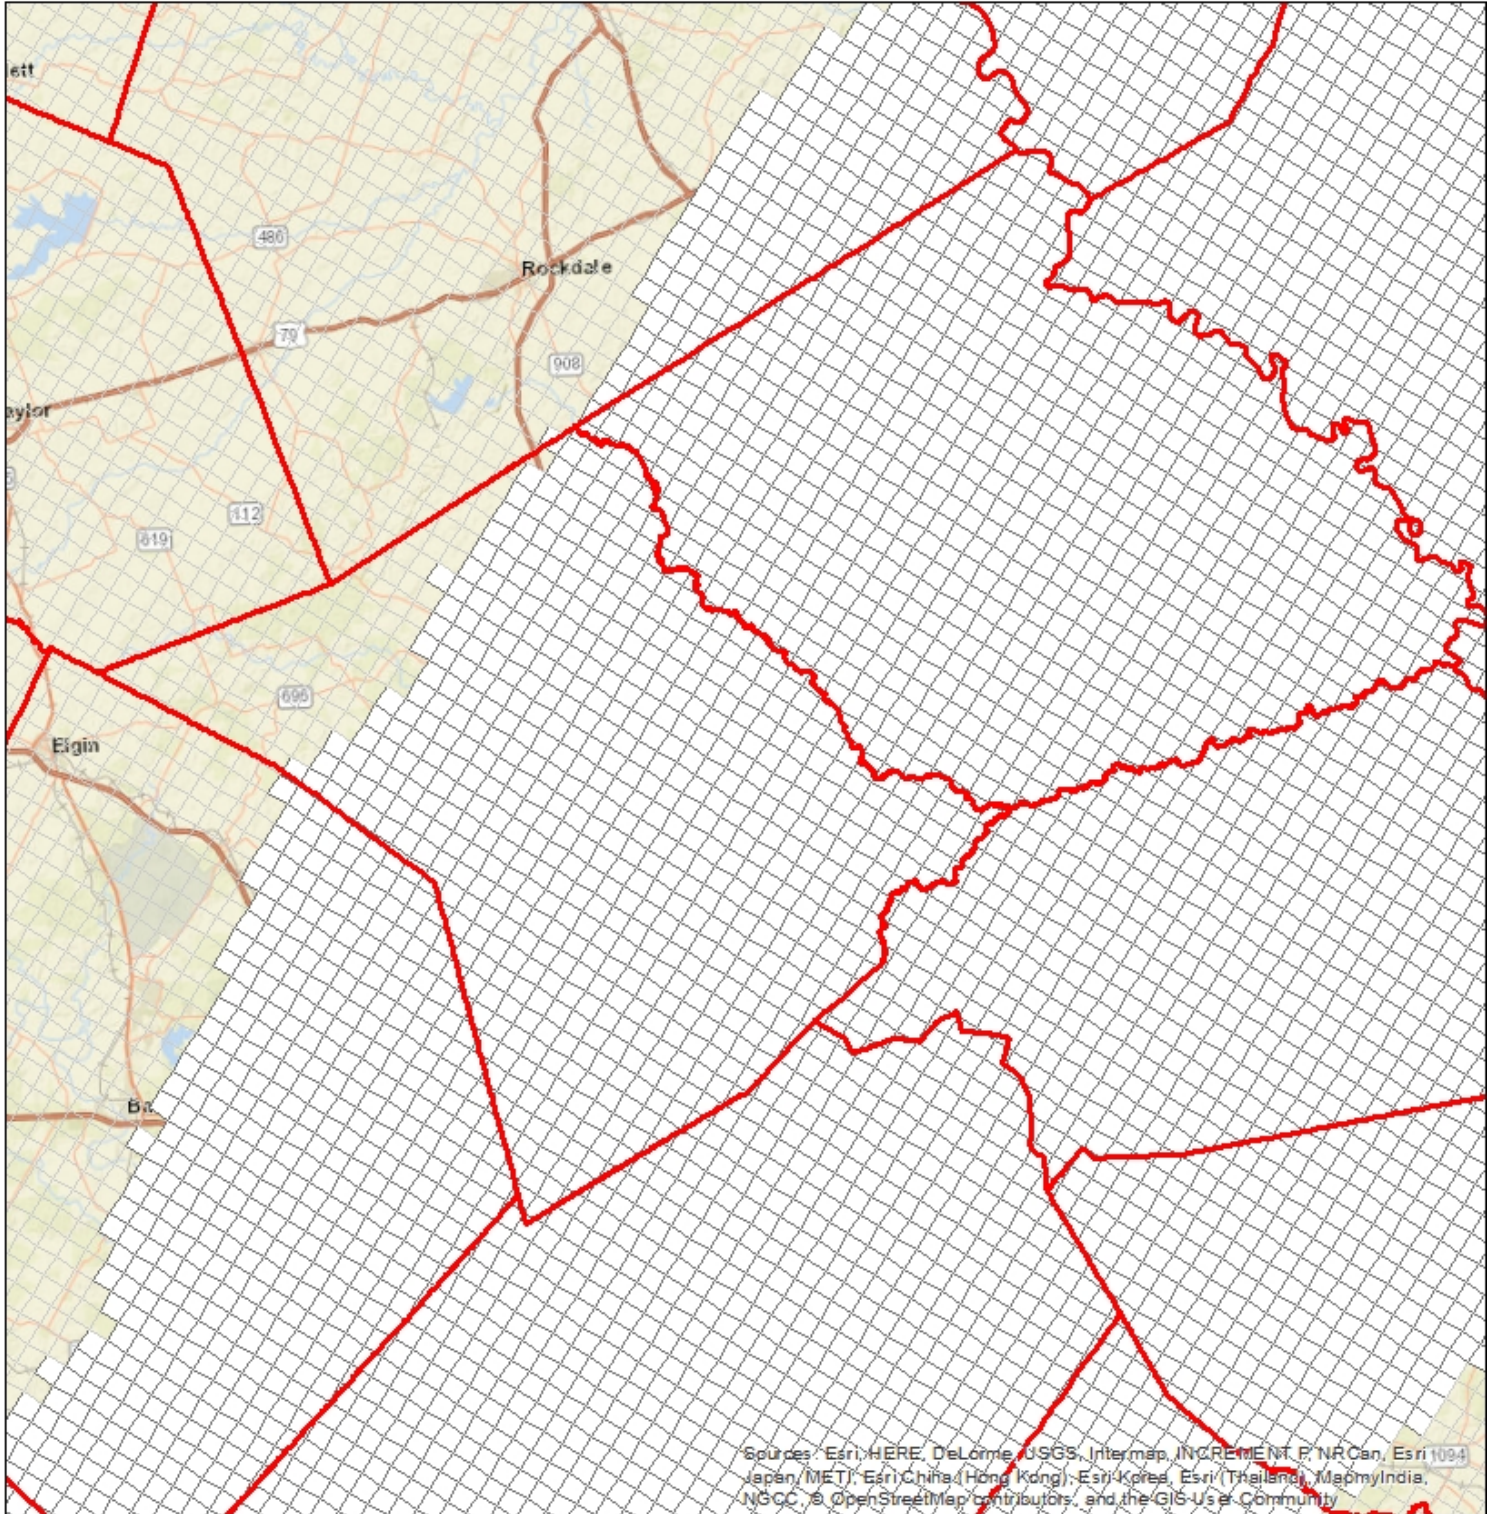 lett
486
Rockdale
79
908
aylor
112
619
696
Elgin
Ba
Sources: Esri, HERE, DeLorme, USGS, Intermap, INCREMENT P, NRCan, Esri
Japan, METI, Esri China (Hong Kong), Esri Korea, Esri (Thailand), MapmyIndia,
NGCC, © OpenStreetMap contributors, and the GIS User Community
1094